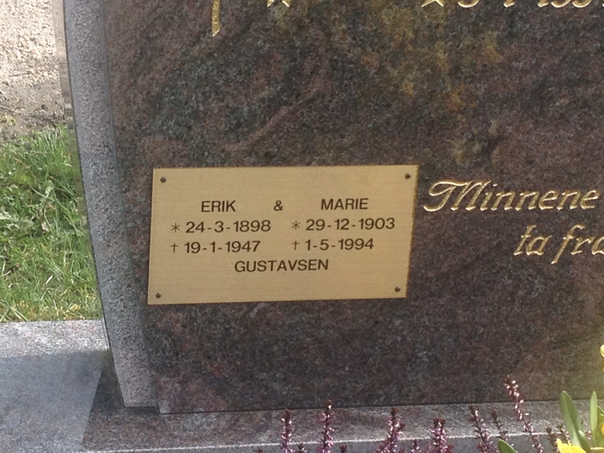 ERIK & MARIE
* 24-3-1898 * 29-12-1903
† 19-1-1947 † 1-5-1994
GUSTAVSEN
Minnene
ta fra